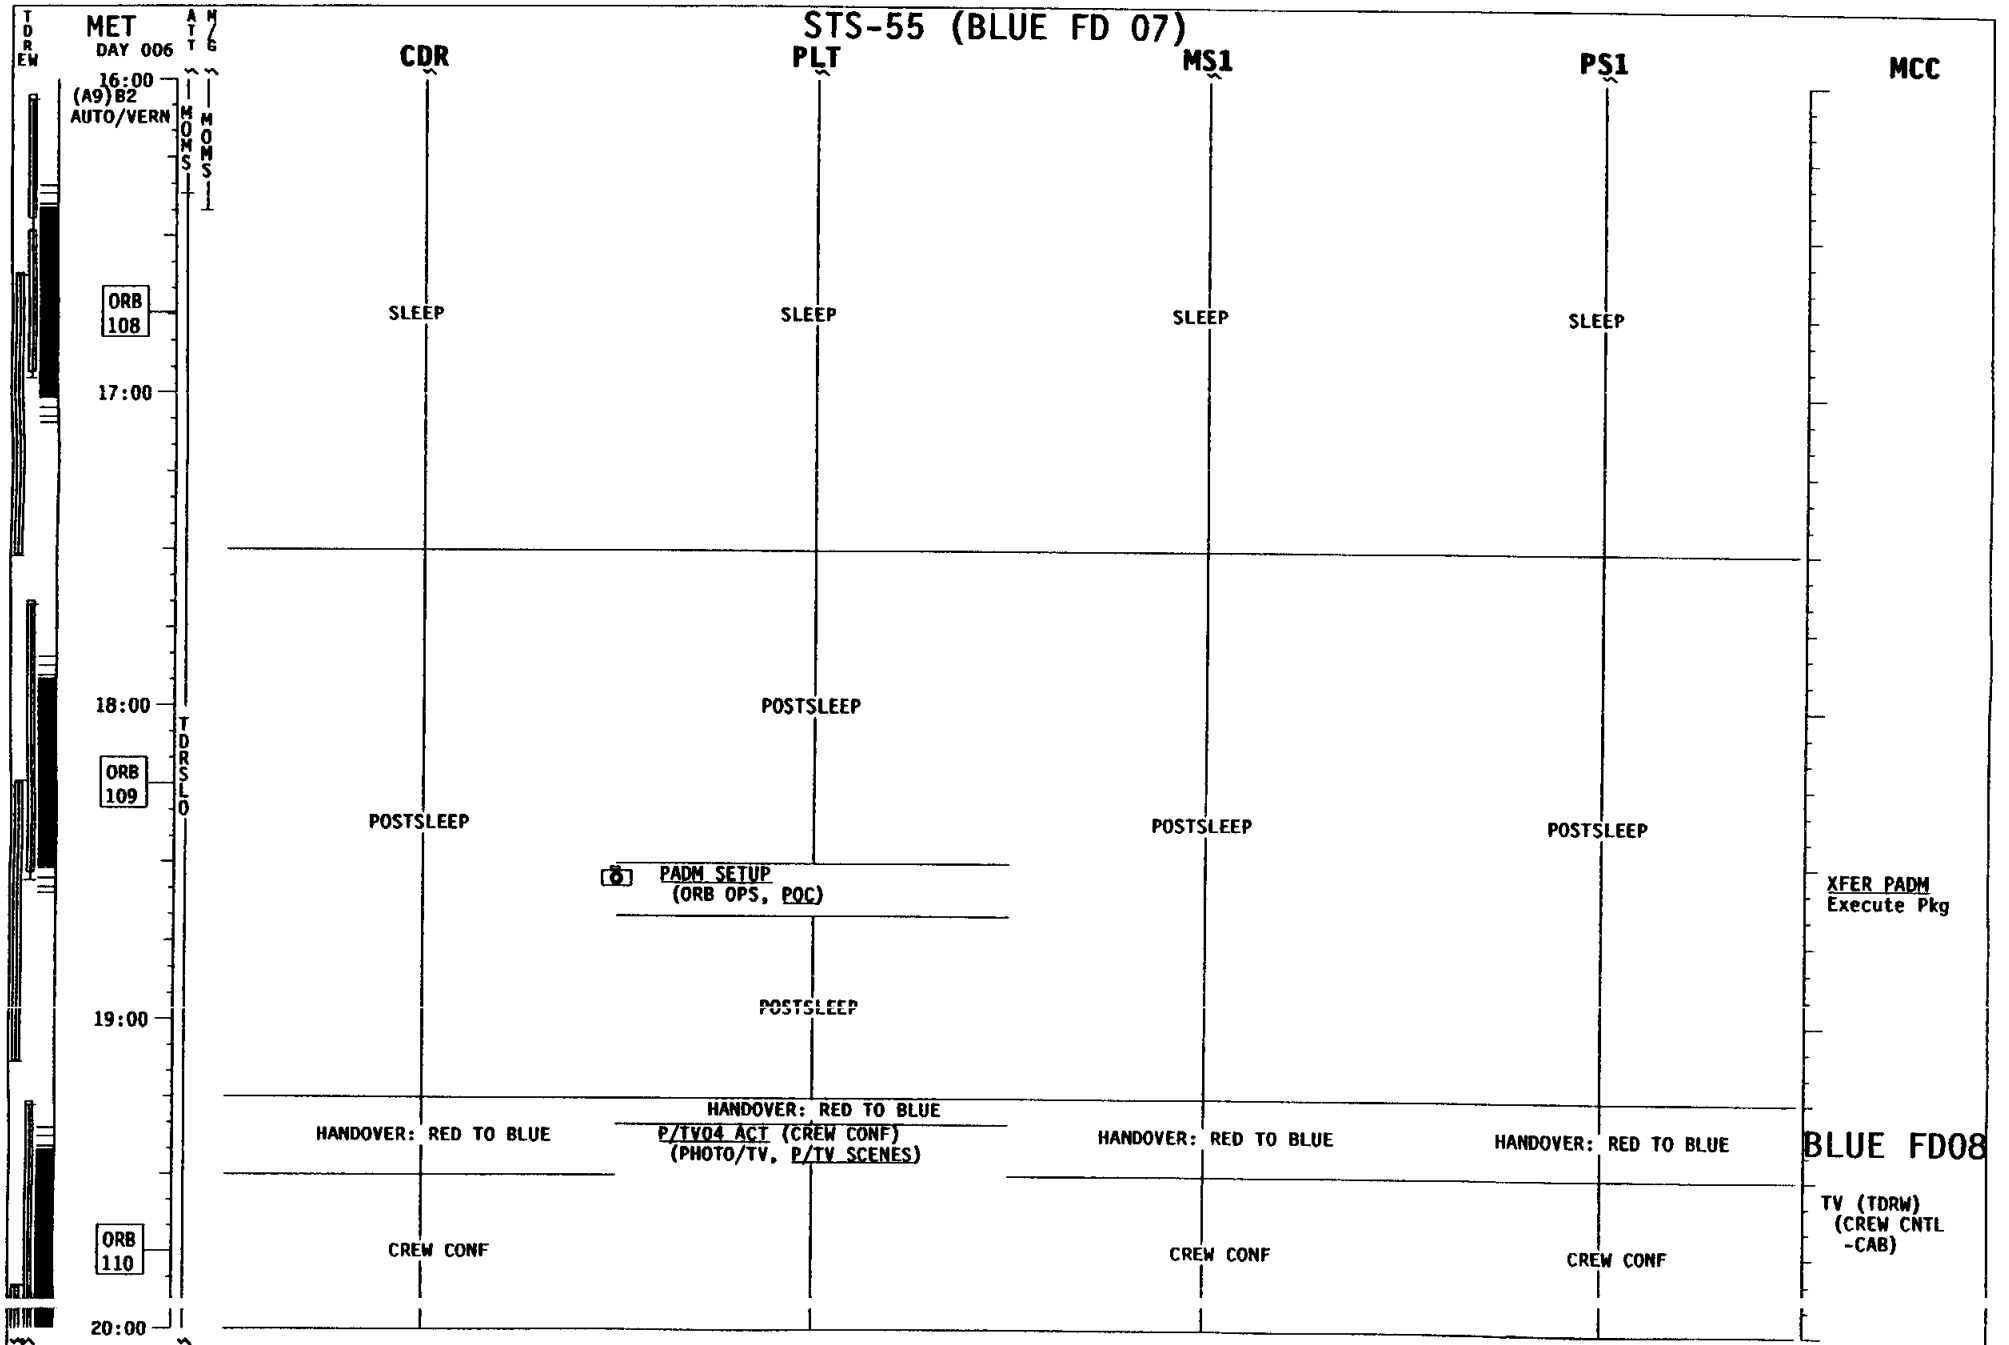 STS-55 (BLUE FD 07)
T D R EW
MET
DAY 006
ATT
M/G
CDR
PLT
MS1
PS1
MCC
16:00
(A9)B2
AUTO/VERN
MOMS
MOMS
ORB
108
SLEEP
SLEEP
SLEEP
SLEEP
17:00
18:00
TDRSLO
POSTSLEEP
ORB
109
POSTSLEEP
POSTSLEEP
POSTSLEEP
PADM SETUP
(ORB OPS, POC)
XFER PADM
Execute Pkg
19:00
POSTSLEEP
HANDOVER: RED TO BLUE
HANDOVER: RED TO BLUE
P/TV04 ACT (CREW CONF)
(PHOTO/TV, P/TV SCENES)
HANDOVER: RED TO BLUE
HANDOVER: RED TO BLUE
BLUE FD08
TV (TDRW)
(CREW CNTL
-CAB)
ORB
110
CREW CONF
CREW CONF
CREW CONF
20:00